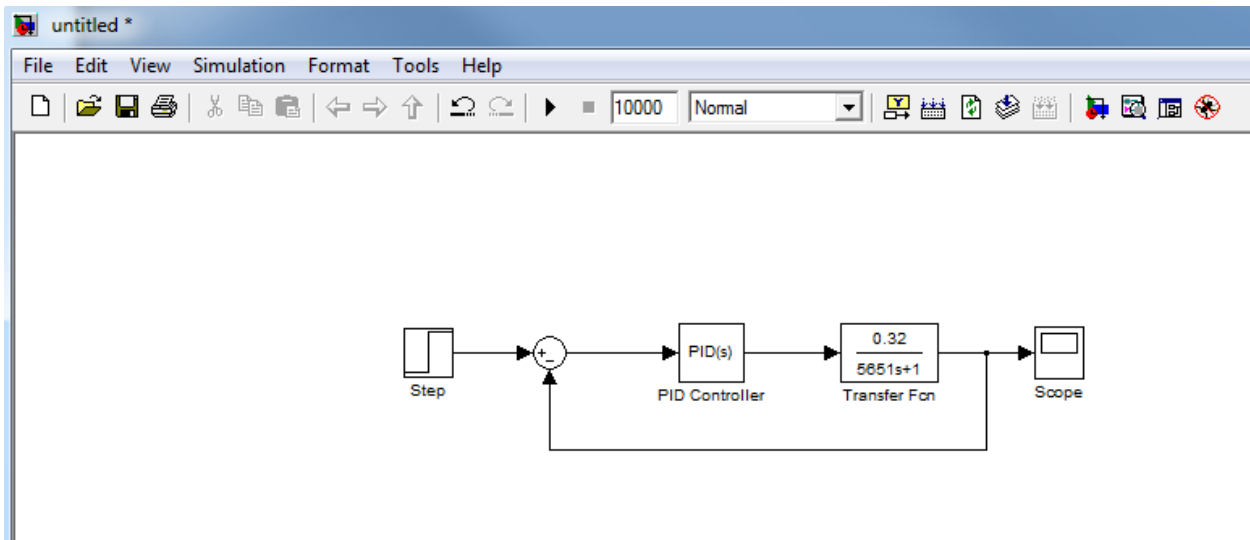 untitled *
File Edit View Simulation Format Tools Help
10000 Normal
+
−
PID(s)
0.32
5651s+1
Step
PID Controller
Transfer Fcn
Scope